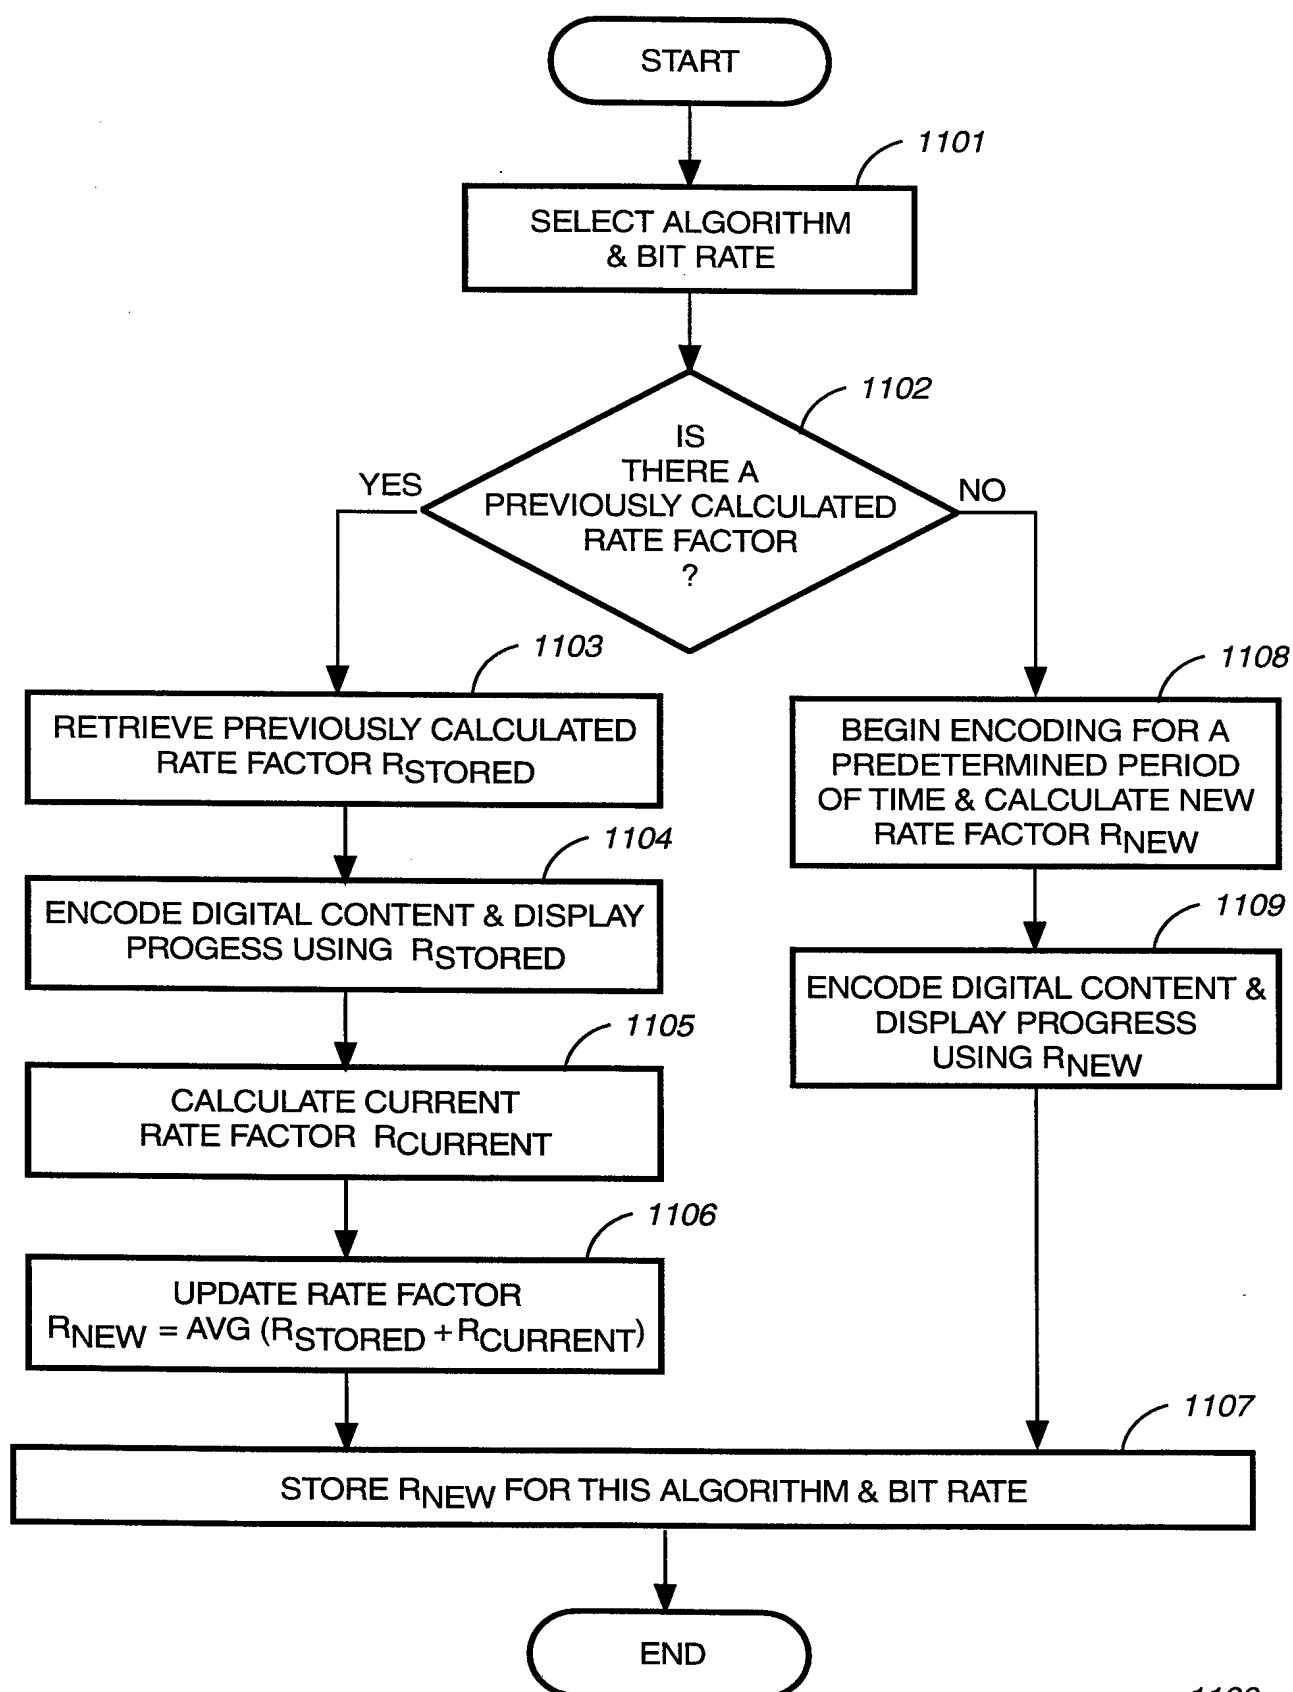 START
1101
SELECT ALGORITHM
& BIT RATE
1102
IS
THERE A
PREVIOUSLY CALCULATED
RATE FACTOR
?
YES
NO
1103
RETRIEVE PREVIOUSLY CALCULATED
RATE FACTOR RSTORED
1104
ENCODE DIGITAL CONTENT & DISPLAY
PROGESS USING RSTORED
1105
CALCULATE CURRENT
RATE FACTOR RCURRENT
1106
UPDATE RATE FACTOR
RNEW = AVG (RSTORED + RCURRENT)
1108
BEGIN ENCODING FOR A
PREDETERMINED PERIOD
OF TIME & CALCULATE NEW
RATE FACTOR RNEW
1109
ENCODE DIGITAL CONTENT &
DISPLAY PROGRESS
USING RNEW
1107
STORE RNEW FOR THIS ALGORITHM & BIT RATE
END